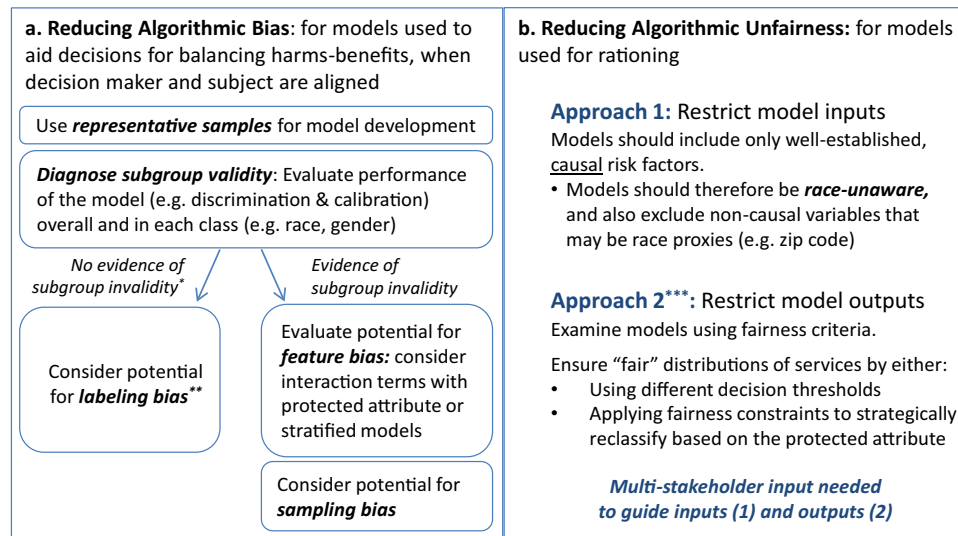 a. Reducing Algorithmic Bias: for models used to
aid decisions for balancing harms-benefits, when
decision maker and subject are aligned
Use representative samples for model development
Diagnose subgroup validity: Evaluate performance
of the model (e.g. discrimination & calibration)
overall and in each class (e.g. race, gender)
No evidence of
subgroup invalidity*
Evidence of
subgroup invalidity
Consider potential
for labeling bias**
Evaluate potential for
feature bias: consider
interaction terms with
protected attribute or
stratified models
Consider potential for
sampling bias
b. Reducing Algorithmic Unfairness: for models
used for rationing
Approach 1: Restrict model inputs
Models should include only well-established,
causal risk factors.
• Models should therefore be race-unaware,
and also exclude non-causal variables that
may be race proxies (e.g. zip code)
Approach 2***: Restrict model outputs
Examine models using fairness criteria.
Ensure “fair” distributions of services by either:
• Using different decision thresholds
• Applying fairness constraints to strategically
reclassify based on the protected attribute
Multi-stakeholder input needed
to guide inputs (1) and outputs (2)